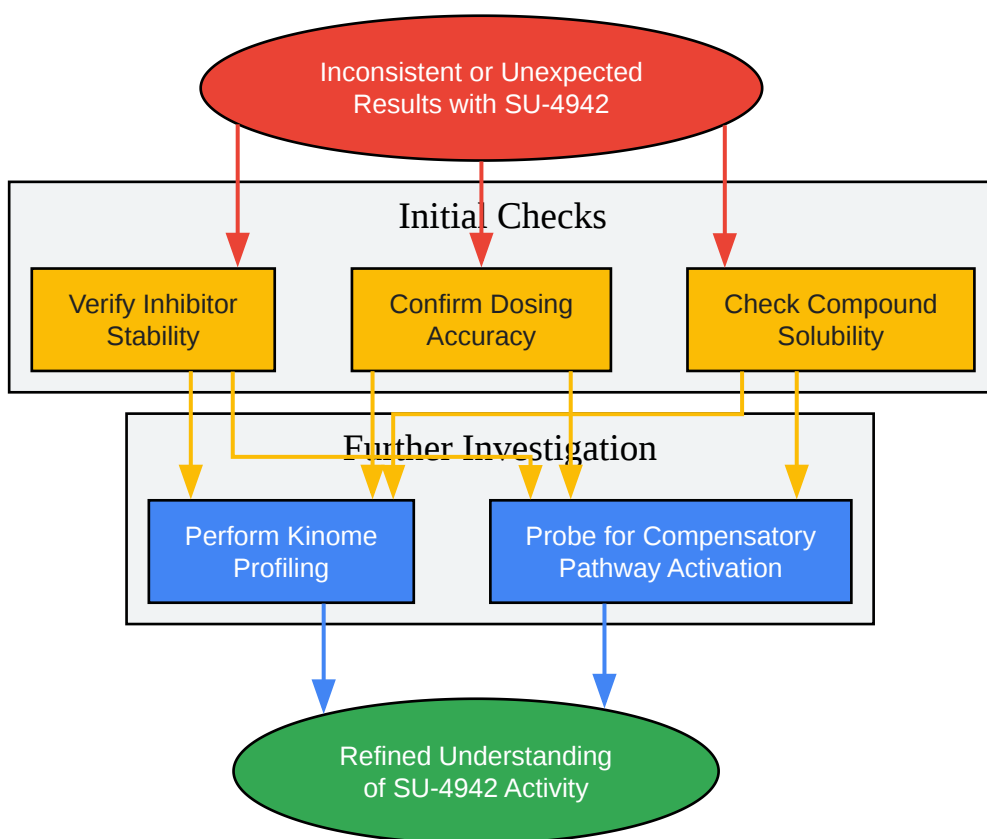 Inconsistent or Unexpected
Results with SU-4942
Initial Checks
Verify Inhibitor
Stability
Confirm Dosing
Accuracy
Check Compound
Solubility
Further Investigation
Perform Kinome
Profiling
Probe for Compensatory
Pathway Activation
Refined Understanding
of SU-4942 Activity